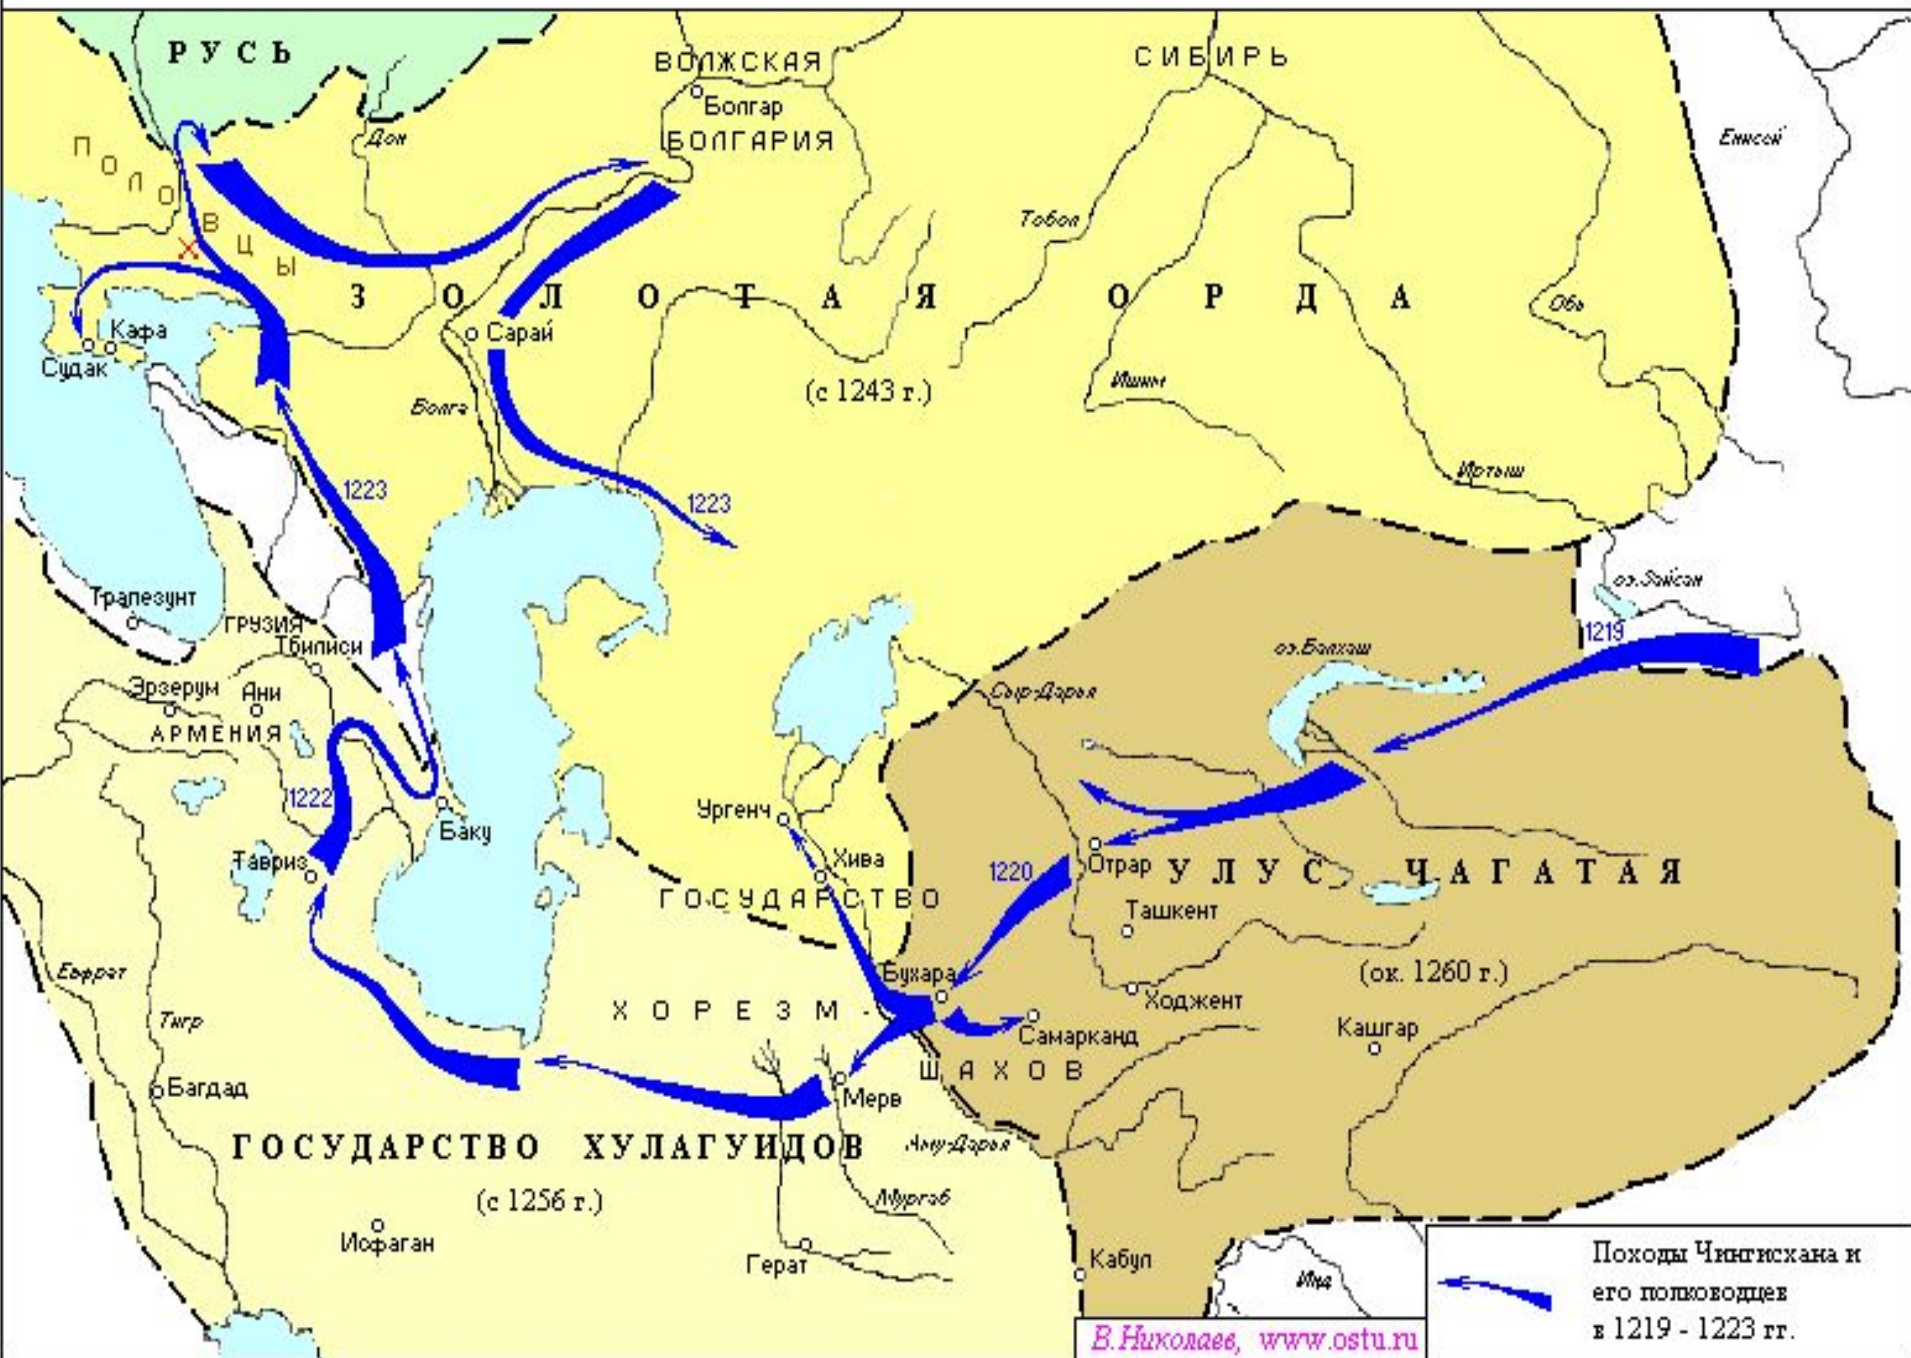 РУСЬ
ВОЛЖСКАЯ
СИБИРЬ
Болгар
Дон
БОЛГАРИЯ
Енисей
ПОЛОВЦЫ
Тобол
ЗОЛОТАЯ ОРДА
Обь
Кафа
Сарай
Судак
Ишим
(с 1243 г.)
Волга
Иртыш
1223
1223
оз.Зайсан
Трапезунт
ГРУЗИЯ
1219
Тбилиси
оз.Балхаш
Эрзерум
Ани
Сыр-Дарья
АРМЕНИЯ
1222
Ургенч
Баку
Тавриз
Хива
1220
Отрар
УЛУС ЧАГАТАЯ
ГОСУДАРСТВО
Ташкент
Евфрат
Бухара
(ок. 1260 г.)
Ходжент
ХОРЕЗМ -
Тигр
Самарканд
Кашгар
ШАХОВ
Багдад
Мерв
ГОСУДАРСТВО ХУЛАГУИДОВ
Аму-Дарья
(с 1256 г.)
Мургаб
Исфаган
Герат
Кабул
Инд
Походы Чингисхана и
его полководцев
в 1219 - 1223 гг.
В.Николаев, www.ostu.ru